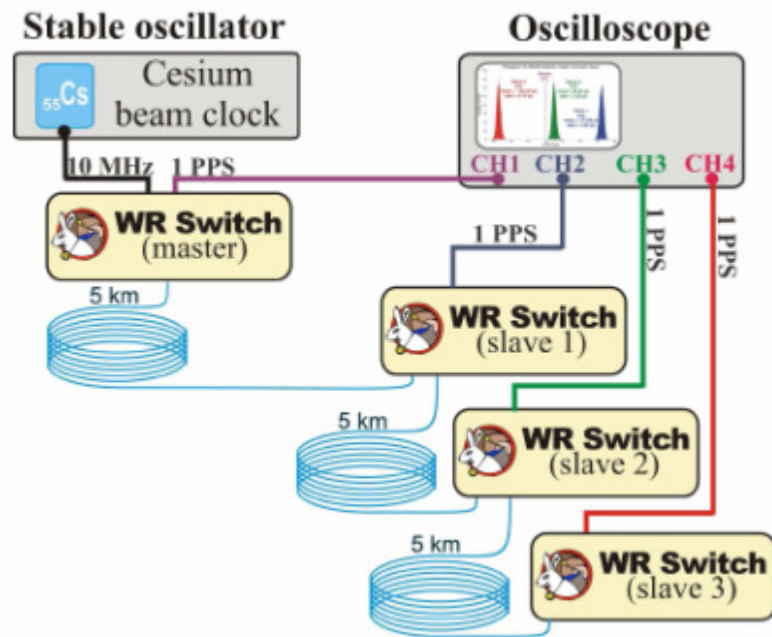 Stable oscillator
Oscilloscope
55Cs
Cesium
beam clock
10 MHz
1 PPS
CH1
CH2
CH3
CH4
WR Switch
(master)
1 PPS
1 PPS
1 PPS
5 km
WR Switch
(slave 1)
5 km
WR Switch
(slave 2)
5 km
WR Switch
(slave 3)